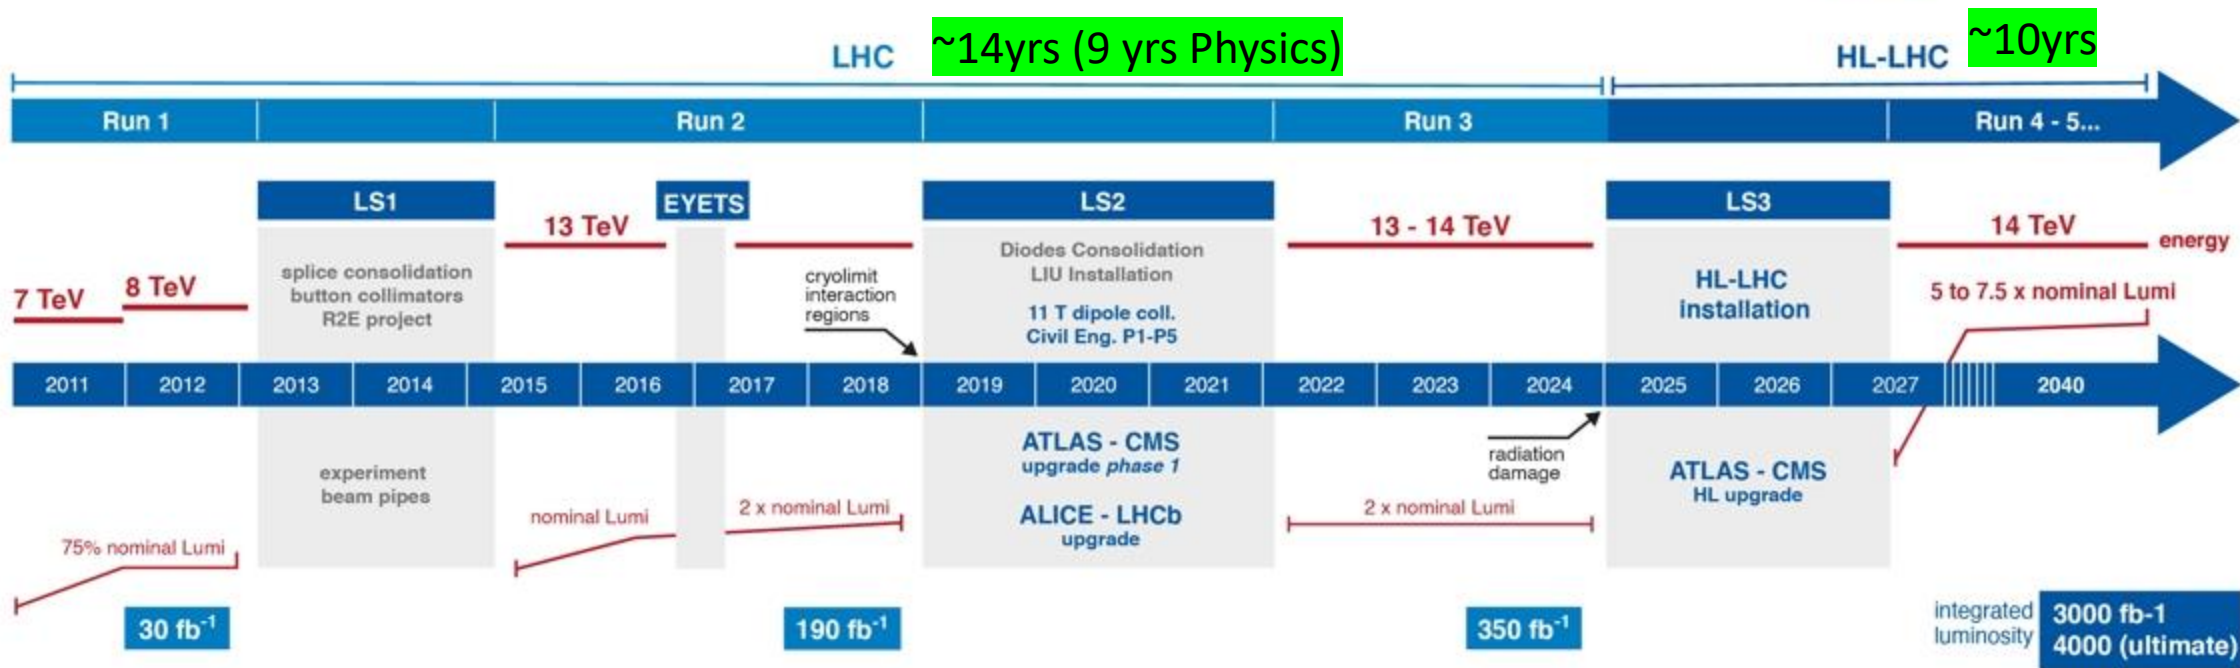 LHC ~14yrs (9 yrs Physics)
HL-LHC ~10yrs
Run 1
Run 2
Run 3
Run 4 - 5...
LS1
EYETS
LS2
LS3
7 TeV
8 TeV
splice consolidation
button collimators
R2E project
13 TeV
cryolimit
interaction
regions
Diodes Consolidation
LIU Installation
11 T dipole coll.
Civil Eng. P1-P5
13 - 14 TeV
HL-LHC
installation
14 TeV
energy
5 to 7.5 x nominal Lumi
2011 2012 2013 2014 2015 2016 2017 2018 2019 2020 2021 2022 2023 2024 2025 2026 2027 2040
75% nominal Lumi
experiment
beam pipes
nominal Lumi
2 x nominal Lumi
ATLAS - CMS
upgrade phase 1
ALICE - LHCb
upgrade
2 x nominal Lumi
radiation
damage
ATLAS - CMS
HL upgrade
30 fb⁻¹
190 fb⁻¹
350 fb⁻¹
integrated
luminosity
3000 fb-1
4000 (ultimate)